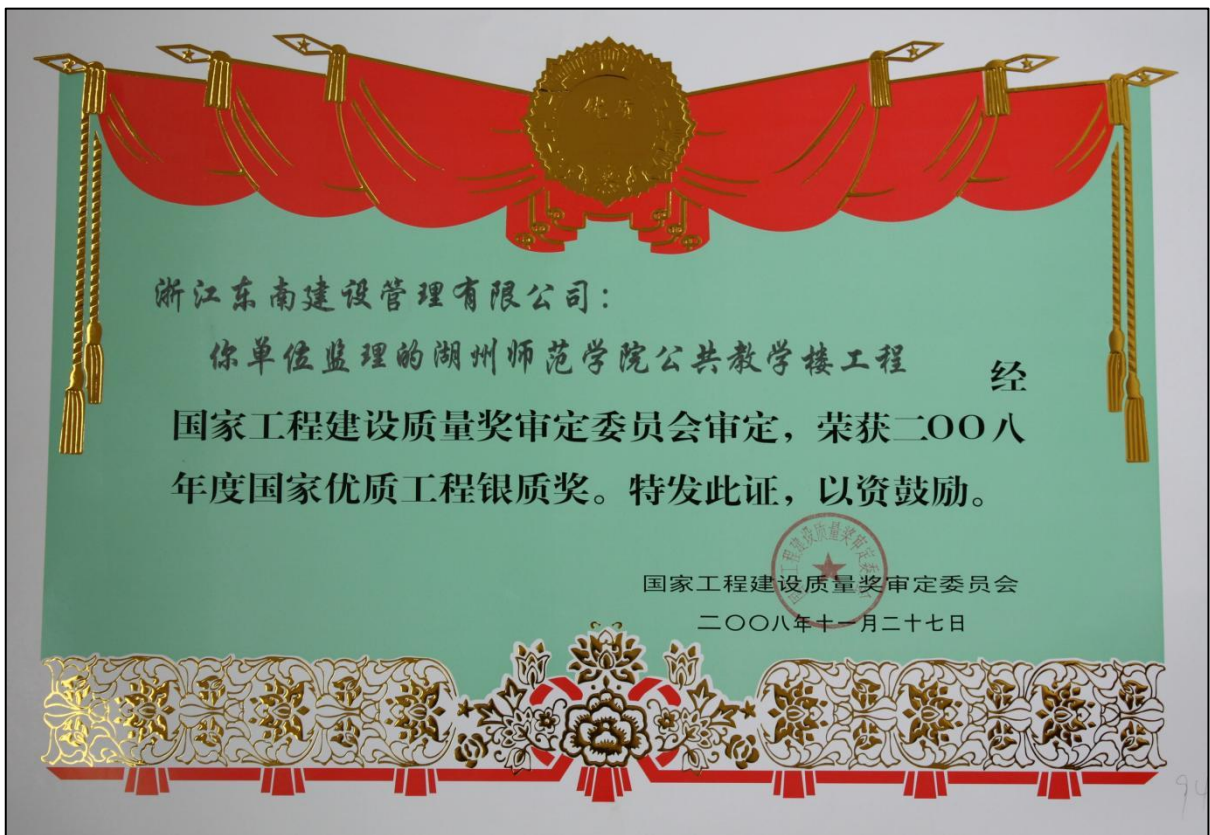 浙江东南建设管理有限公司：
你单位监理的湖州师范学院公共教学楼工程 经
国家工程建设质量奖审定委员会审定，荣获二〇〇八
年度国家优质工程银质奖。特发此证，以资鼓励。
国家工程建设质量奖审定委员会
二〇〇八年十一月二十七日
94